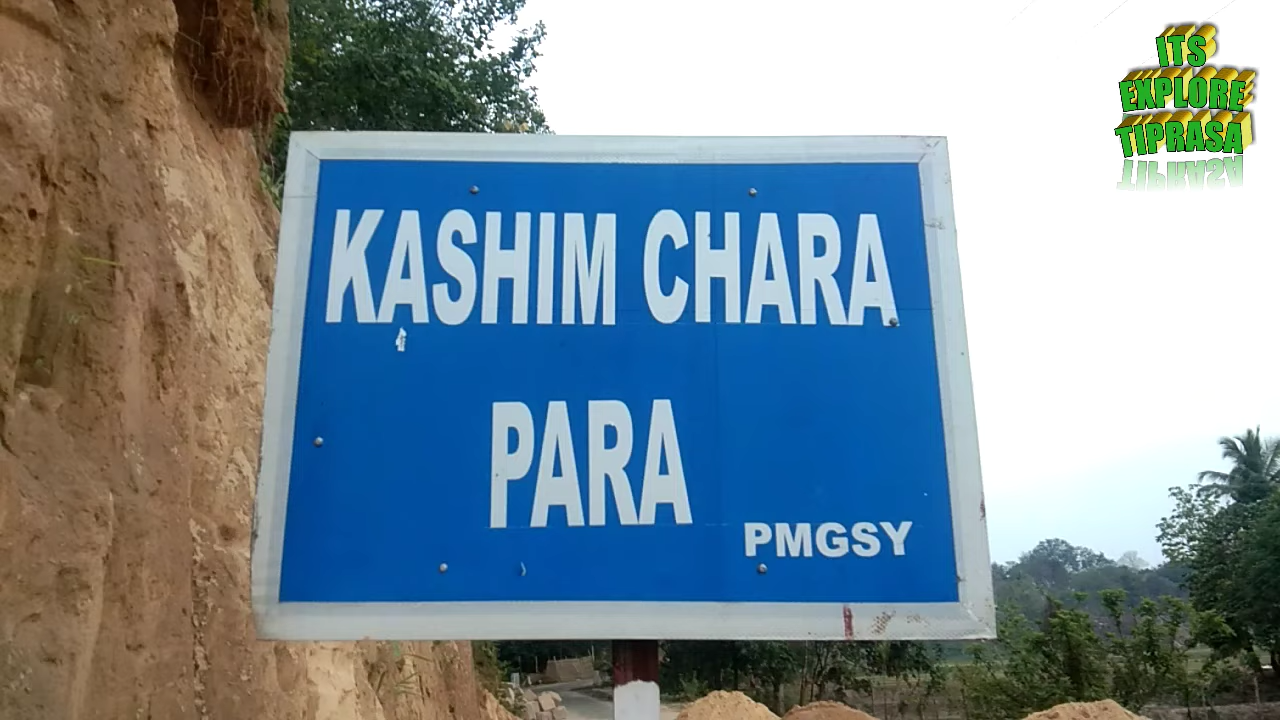 ITS
EXPLORE
TIPRASA
KASHIM CHARA
PARA
PMGSY